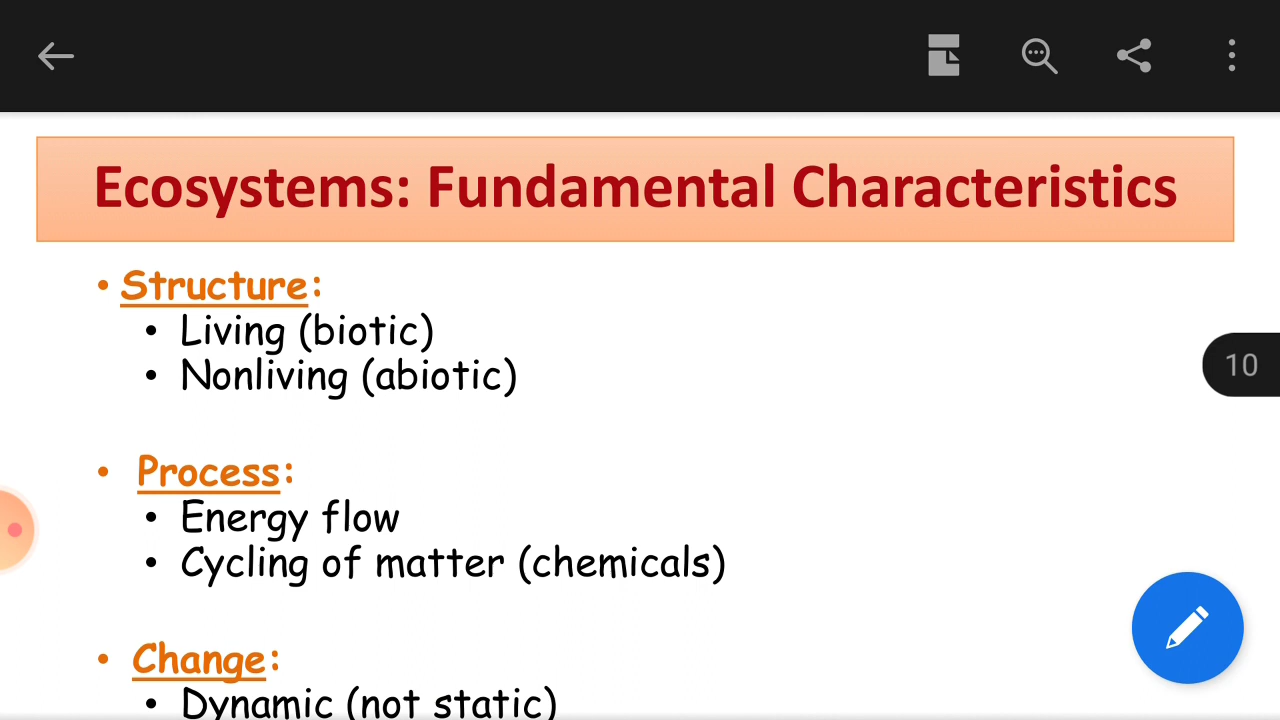 Ecosystems: Fundamental Characteristics
• Structure:
• Living (biotic)
• Nonliving (abiotic)
10
• Process:
• Energy flow
• Cycling of matter (chemicals)
• Change:
• Dynamic (not static)